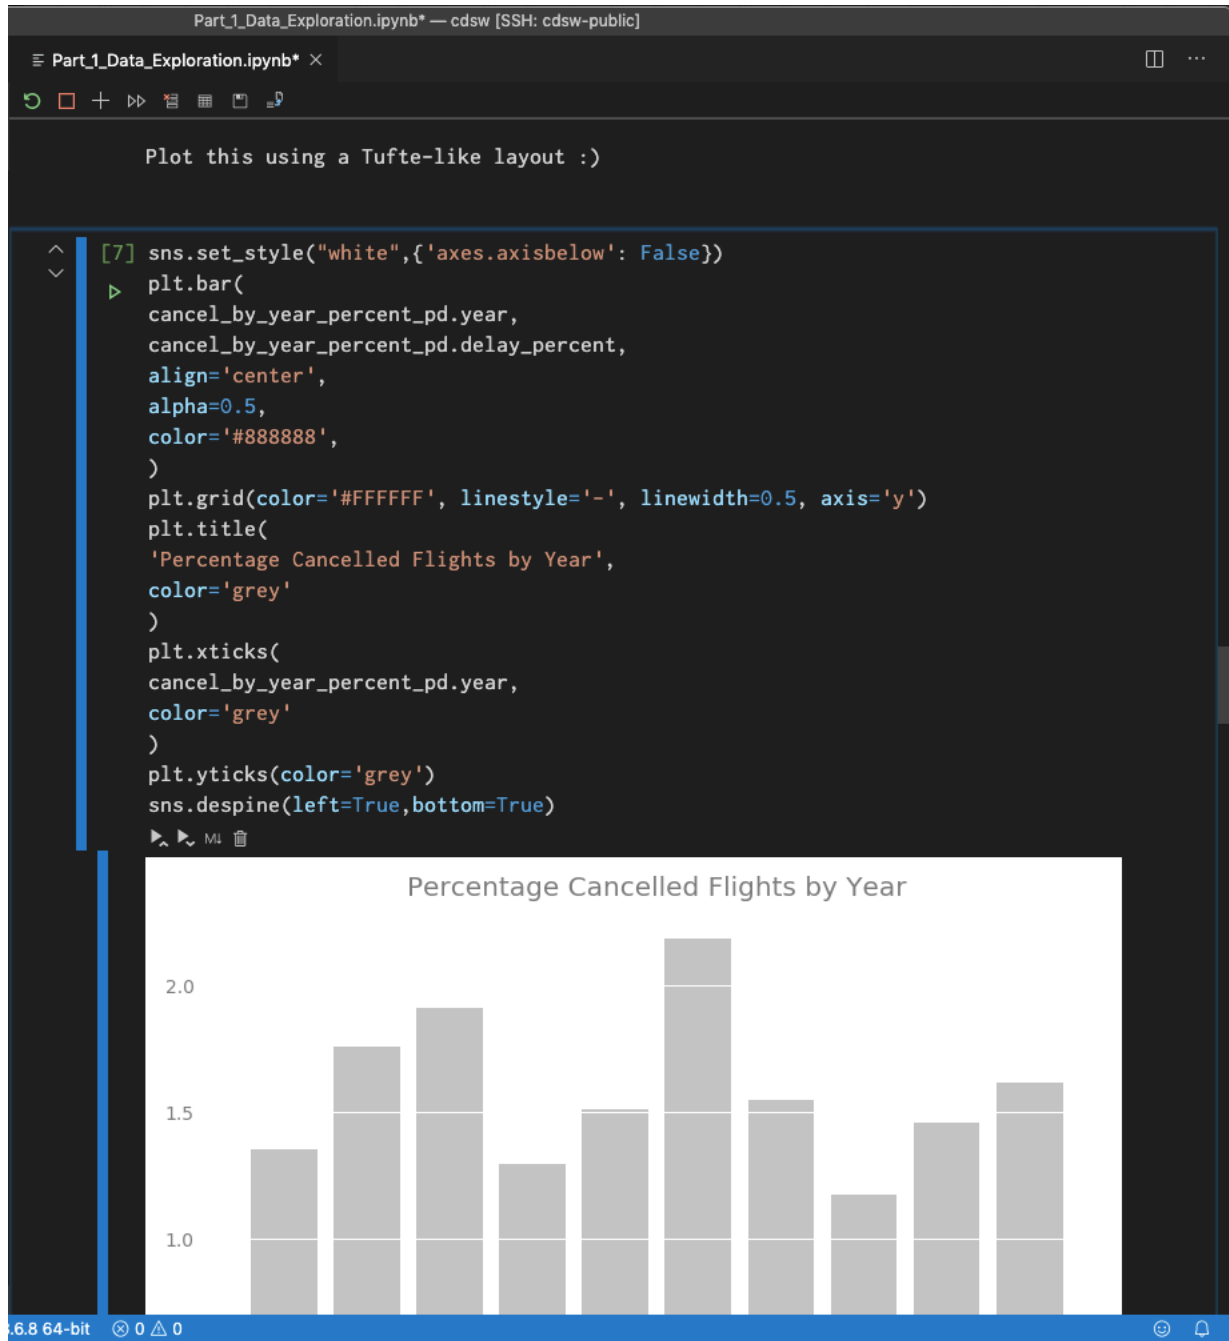 Part_1_Data_Exploration.ipynb* — cdsw [SSH: cdsw-public]
Part_1_Data_Exploration.ipynb*
Plot this using a Tufte-like layout :)
[7] sns.set_style("white",{'axes.axisbelow': False})
plt.bar(
cancel_by_year_percent_pd.year,
cancel_by_year_percent_pd.delay_percent,
align='center',
alpha=0.5,
color='#888888',
)
plt.grid(color='#FFFFFF', linestyle='-', linewidth=0.5, axis='y')
plt.title(
'Percentage Cancelled Flights by Year',
color='grey'
)
plt.xticks(
cancel_by_year_percent_pd.year,
color='grey'
)
plt.yticks(color='grey')
sns.despine(left=True,bottom=True)
M↓
Percentage Cancelled Flights by Year
2.0
1.5
1.0
.6.8 64-bit 0 0